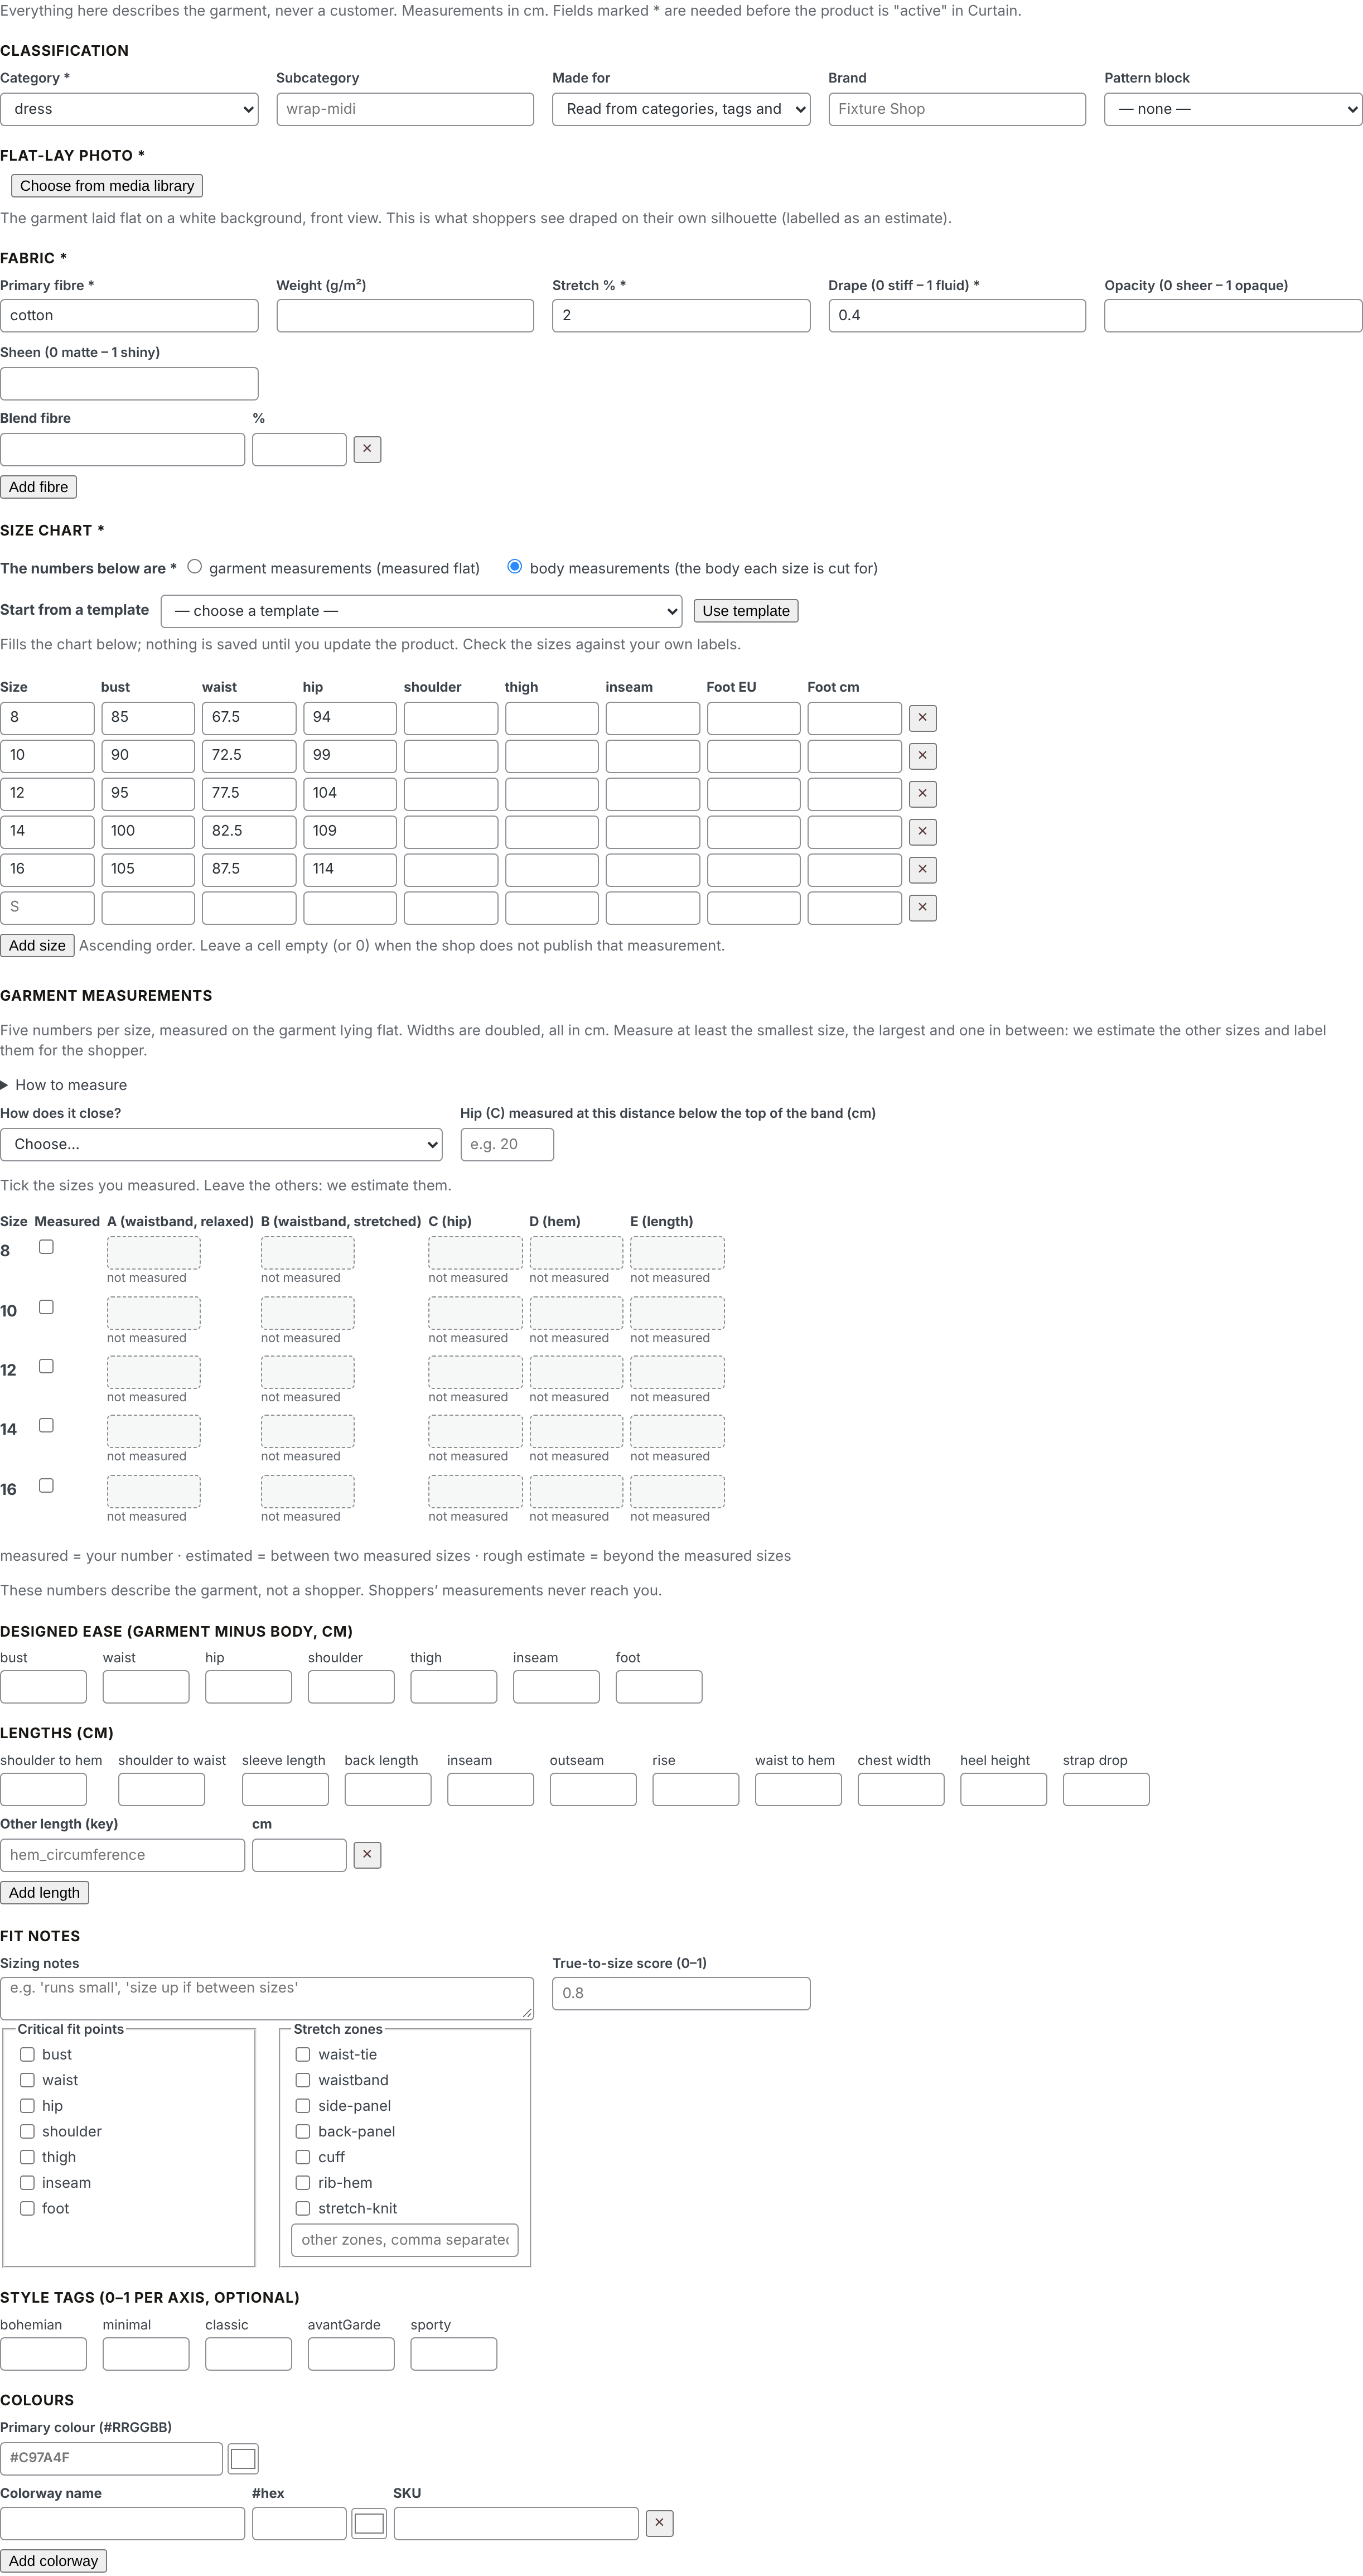 Everything here describes the garment, never a customer. Measurements in cm. Fields marked * are needed before the product is "active" in Curtain.
CLASSIFICATION
Category * Subcategory Made for Brand Pattern block
dress wrap-midi Read from categories, tags and Fixture Shop — none —
FLAT-LAY PHOTO *
Choose from media library
The garment laid flat on a white background, front view. This is what shoppers see draped on their own silhouette (labelled as an estimate).
FABRIC *
Primary fibre * Weight (g/m²) Stretch % * Drape (0 stiff – 1 fluid) * Opacity (0 sheer – 1 opaque)
cotton 2 0.4
Sheen (0 matte – 1 shiny)
Blend fibre %
×
Add fibre
SIZE CHART *
The numbers below are * garment measurements (measured flat) body measurements (the body each size is cut for)
Start from a template — choose a template — Use template
Fills the chart below; nothing is saved until you update the product. Check the sizes against your own labels.
Size bust waist hip shoulder thigh inseam Foot EU Foot cm
8 85 67.5 94 ×
10 90 72.5 99 ×
12 95 77.5 104 ×
14 100 82.5 109 ×
16 105 87.5 114 ×
S ×
Add size Ascending order. Leave a cell empty (or 0) when the shop does not publish that measurement.
GARMENT MEASUREMENTS
Five numbers per size, measured on the garment lying flat. Widths are doubled, all in cm. Measure at least the smallest size, the largest and one in between: we estimate the other sizes and label
them for the shopper.
How to measure
How does it close? Hip (C) measured at this distance below the top of the band (cm)
Choose... e.g. 20
Tick the sizes you measured. Leave the others: we estimate them.
Size Measured A (waistband, relaxed) B (waistband, stretched) C (hip) D (hem) E (length)
8
not measured not measured not measured not measured not measured
10
not measured not measured not measured not measured not measured
12
not measured not measured not measured not measured not measured
14
not measured not measured not measured not measured not measured
16
not measured not measured not measured not measured not measured
measured = your number · estimated = between two measured sizes · rough estimate = beyond the measured sizes
These numbers describe the garment, not a shopper. Shoppers’ measurements never reach you.
DESIGNED EASE (GARMENT MINUS BODY, CM)
bust waist hip shoulder thigh inseam foot
LENGTHS (CM)
shoulder to hem shoulder to waist sleeve length back length inseam outseam rise waist to hem chest width heel height strap drop
Other length (key) cm
hem_circumference ×
Add length
FIT NOTES
Sizing notes True-to-size score (0–1)
e.g. 'runs small', 'size up if between sizes' 0.8
Critical fit points Stretch zones
bust waist-tie
waist waistband
hip side-panel
shoulder back-panel
thigh cuff
inseam rib-hem
foot stretch-knit
other zones, comma separated
STYLE TAGS (0–1 PER AXIS, OPTIONAL)
bohemian minimal classic avantGarde sporty
COLOURS
Primary colour (#RRGGBB)
#C97A4F
Colorway name #hex SKU
×
Add colorway